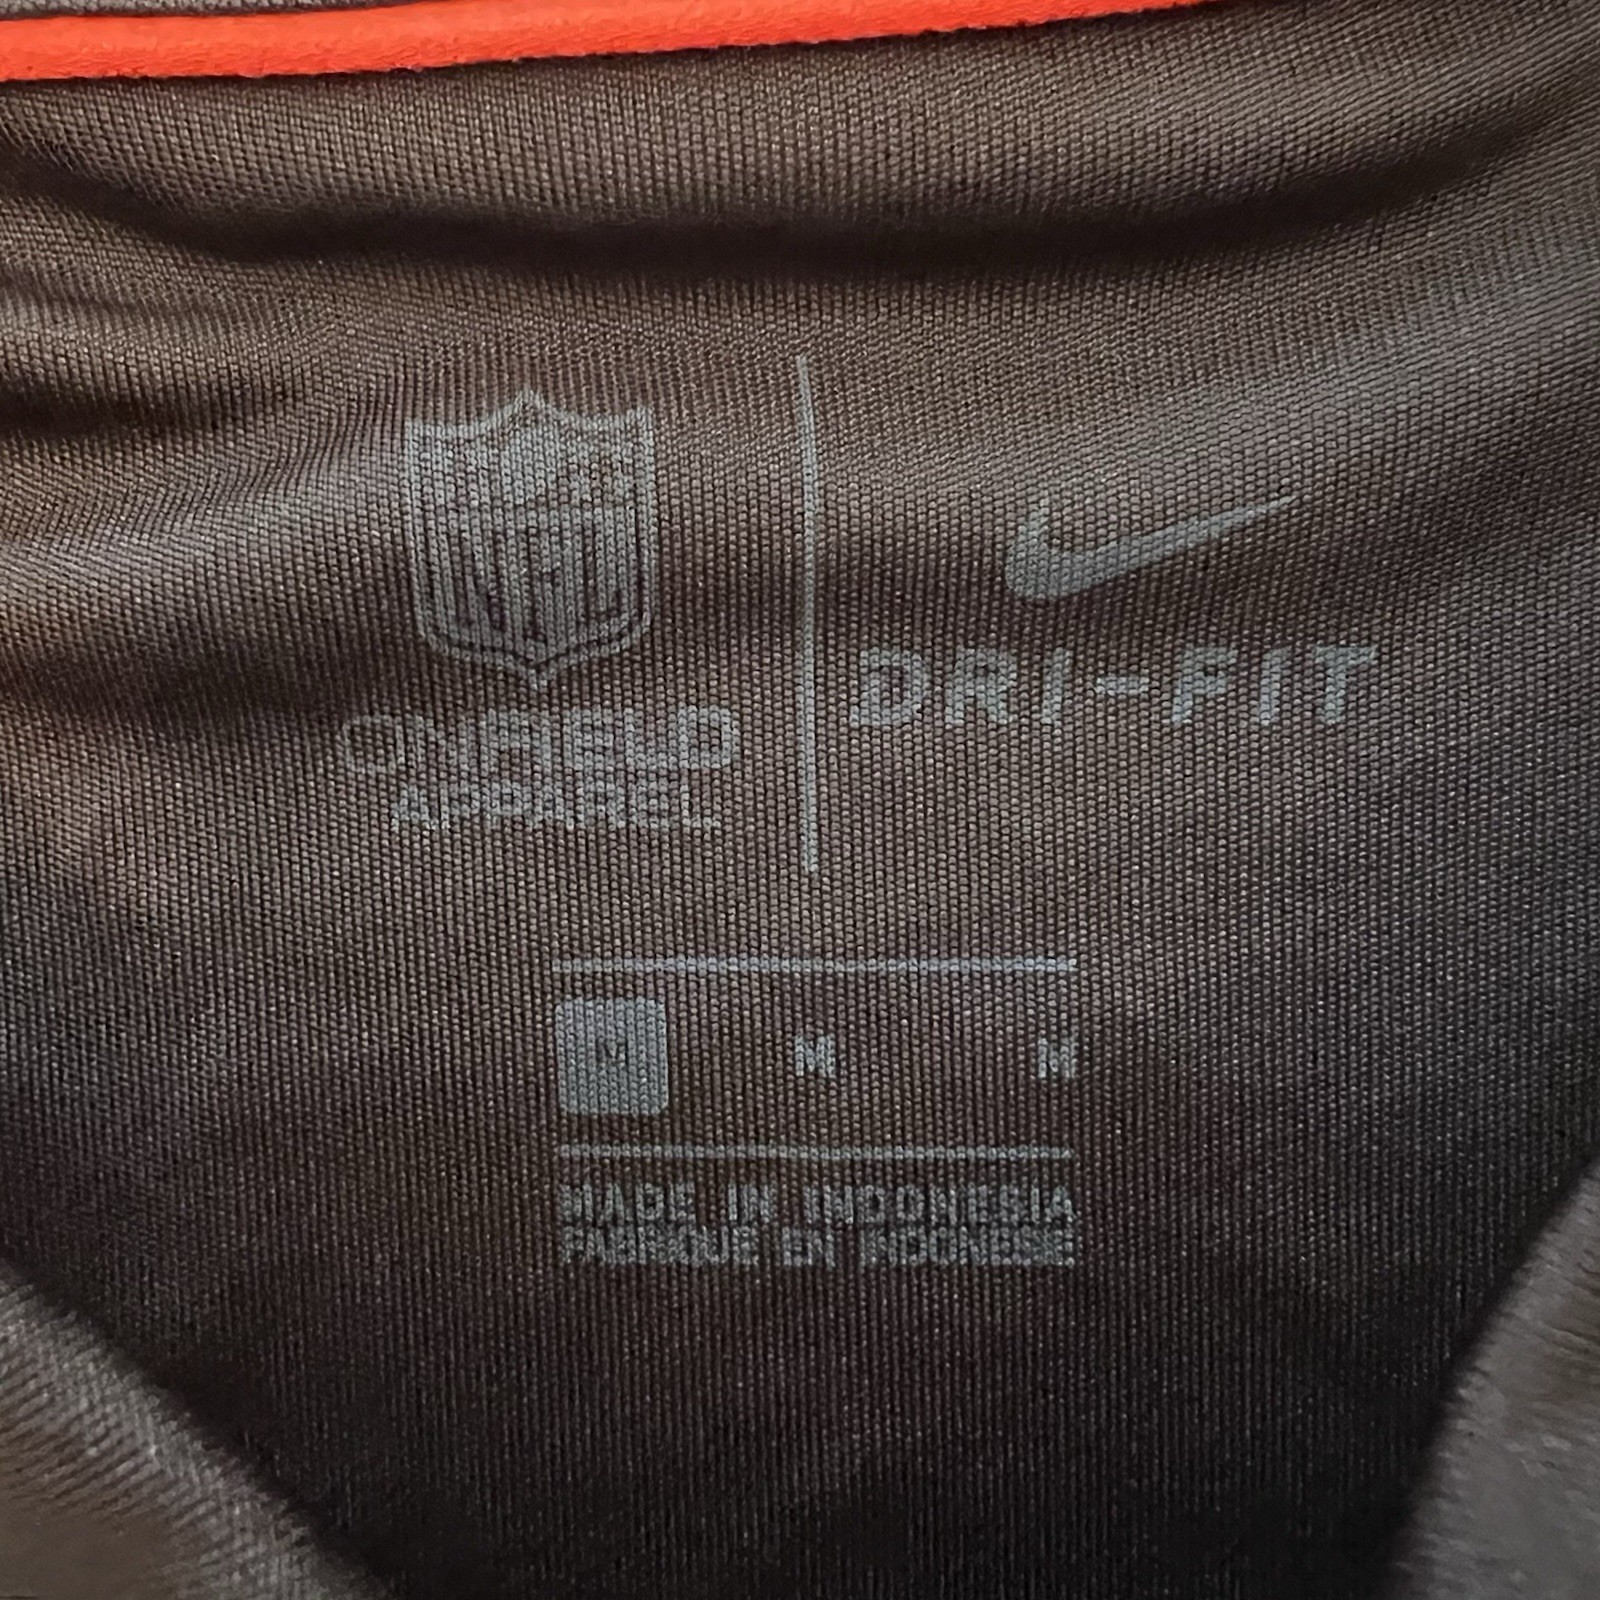 NFL
ONFIELD
APPAREL
DRI-FIT
M M M
MADE IN INDONESIA
FABRIQUE EN INDONESIE